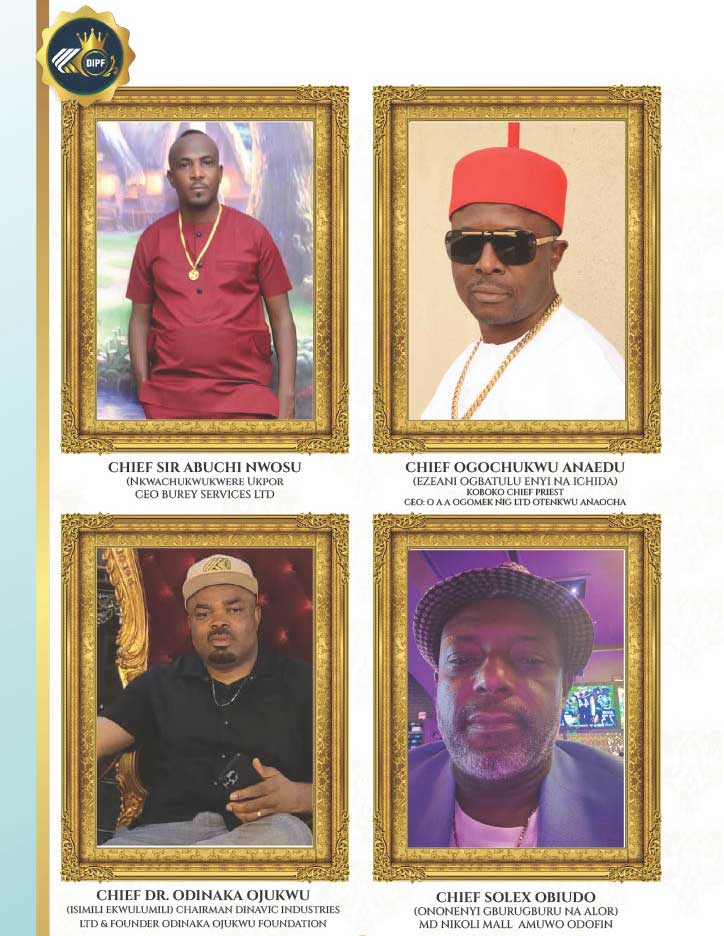 DIPF
CHIEF SIR ABUCHI NWOSU
(NKWACHUKWUKWERE UKPOR
CEO BUREY SERVICES LTD
CHIEF OGOCHUKWU ANAEDU
(EZEANI OGBATULU ENYI NA ICHIDA)
KOBOKO CHIEF PRIEST
CEO: O A A OGOMEK NIG LTD OTENKWU ANAOCHA
CHIEF DR. ODINAKA OJUKWU
(ISIMILI EKWULUMILI) CHAIRMAN DINAVIC INDUSTRIES
LTD & FOUNDER ODINAKA OJUKWU FOUNDATION
CHIEF SOLEX OBIUDO
(ONONENYI GBURUGBURU NA ALOR)
MD NIKOLI MALL AMUWO ODOFIN